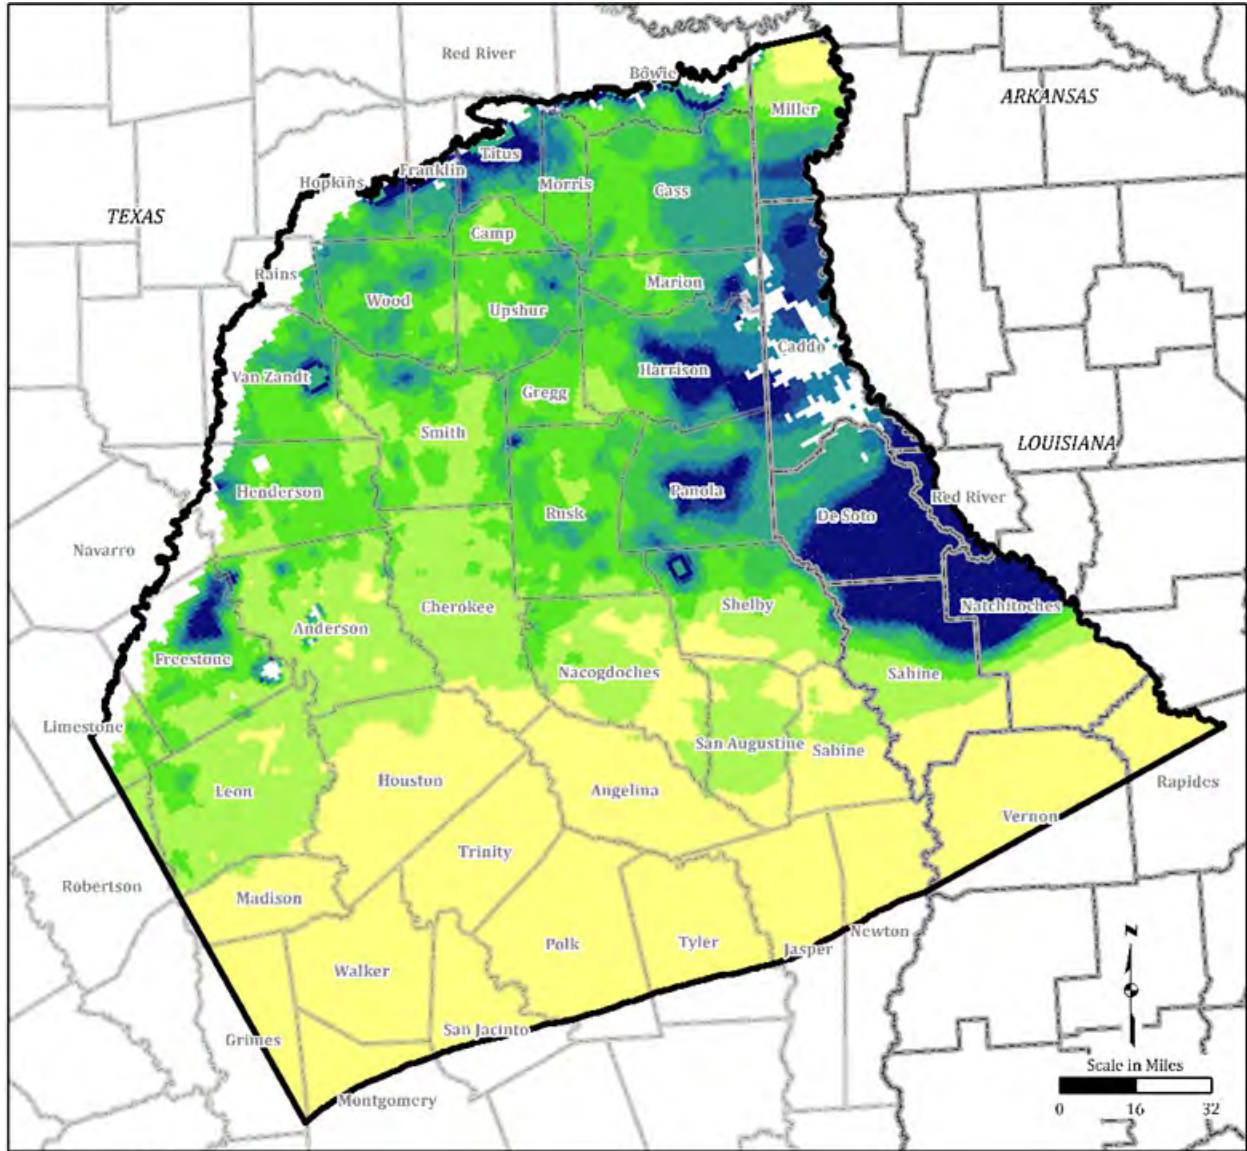 Red River
Bowie
ARKANSAS
Miller
Titus
Franklin
Hopkins
Morris
Cass
TEXAS
Camp
Rains
Marion
Wood
Upshur
Caddo
Harrison
Van Zandt
Gregg
Smith
LOUISIANA
Henderson
Panola
Red River
Rusk
De Soto
Navarro
Cherokee
Shelby
Natchitoches
Anderson
Freestone
Nacogdoches
Sabine
Limestone
San Augustine
Sabine
Houston
Angelina
Leon
Rapides
Vernon
Trinity
Robertson
Madison
N
Newton
Polk
Tyler
Jasper
Walker
San Jacinto
Grimes
Scale in Miles
Montgomery
0 16 32